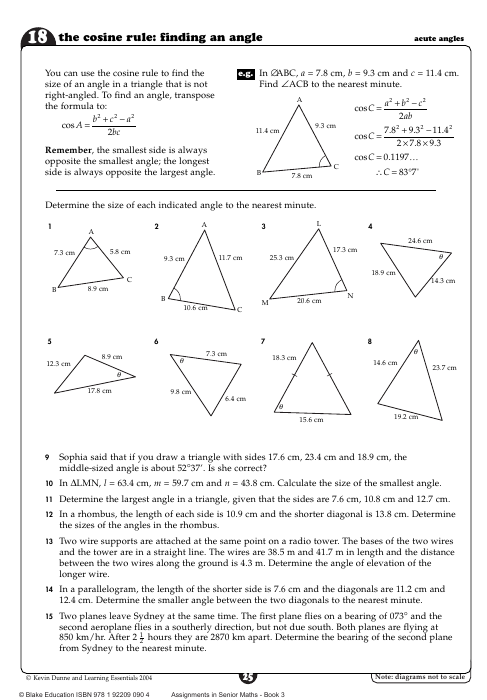 18 the cosine rule: finding an angle acute angles
You can use the cosine rule to find
the size of an angle in a triangle that is not
right-angled. To find an angle, transpose
the formula to:
cos A = (b² + c² − a²) / 2bc
Remember, the smallest side is always
opposite the smallest angle; the longest
side is always opposite the largest angle.
e.g. In ∅ABC, a = 7.8 cm, b = 9.3 cm and c = 11.4 cm.
Find ∠ACB to the nearest minute.
A
11.4 cm 9.3 cm
B 7.8 cm C
cos C = (a² + b² − c²) / 2ab
cos C = (7.8² + 9.3² − 11.4²) / 2 × 7.8 × 9.3
cos C = 0.1197…
∴ C = 83°7'
Determine the size of each indicated angle to the nearest minute.
1
A
7.3 cm 5.8 cm
B 8.9 cm C
2
A
9.3 cm 11.7 cm
B 10.6 cm C
3
L
25.3 cm 17.3 cm
M 20.6 cm N
4
24.6 cm
θ
18.9 cm 14.3 cm
5
8.9 cm
12.3 cm θ
17.8 cm
6
7.3 cm
θ
9.8 cm 6.4 cm
7
18.3 cm
θ
15.6 cm
8
θ
14.6 cm 23.7 cm
19.2 cm
9 Sophia said that if you draw a triangle with sides 17.6 cm, 23.4 cm and 18.9 cm, the
middle-sized angle is about 52°37'. Is she correct?
10 In ΔLMN, l = 63.4 cm, m = 59.7 cm and n = 43.8 cm. Calculate the size of the smallest angle.
11 Determine the largest angle in a triangle, given that the sides are 7.6 cm, 10.8 cm and 12.7 cm.
12 In a rhombus, the length of each side is 10.9 cm and the shorter diagonal is 13.8 cm. Determine
the sizes of the angles in the rhombus.
13 Two wire supports are attached at the same point on a radio tower. The bases of the two wires
and the tower are in a straight line. The wires are 38.5 m and 41.7 m in length and the distance
between the two wires along the ground is 4.3 m. Determine the angle of elevation of the
longer wire.
14 In a parallelogram, the length of the shorter side is 7.6 cm and the diagonals are 11.2 cm and
12.4 cm. Determine the smaller angle between the two diagonals to the nearest minute.
15 Two planes leave Sydney at the same time. The first plane flies on a bearing of 073° and the
second aeroplane flies in a southerly direction, but not due south. Both planes are flying at
850 km/hr. After 2 ½ hours they are 2870 km apart. Determine the bearing of the second plane
from Sydney to the nearest minute.
© Kevin Dunne and Learning Essentials 2004 25 Note: diagrams not to scale
© Blake Education ISBN 978 1 92209 090 4 Assignments in Senior Maths - Book 3